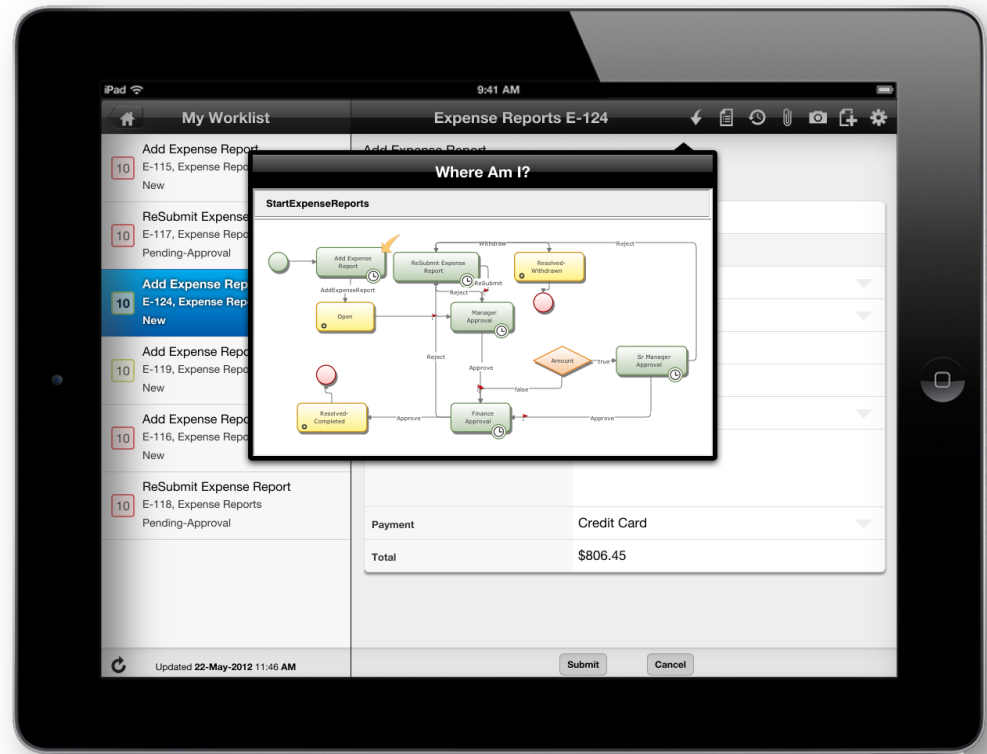 iPad
9:41 AM
My Worklist
Expense Reports E-124
Add Expense Report
10
E-115, Expense Repo
New
ReSubmit Expense
10
E-117, Expense Repo
Pending-Approval
Add Expense Rep
10
E-124, Expense Repo
New
Add Expense Repo
10
E-119, Expense Repo
New
Add Expense Repo
10
E-116, Expense Repo
New
ReSubmit Expense Report
10
E-118, Expense Reports
Pending-Approval
Updated 22-May-2012 11:46 AM
Add Expense Report
Where Am I?
StartExpenseReports
Withdraw
Reject
Add Expense
Report
ReSubmit Expense
Report
Resolved-
Withdrawn
AddExpenseReport
ReSubmit
Reject
Open
Manager
Approval
Reject
Approve
Amount
true
Sr Manager
Approval
false
Resolved-
Completed
Approve
Finance
Approval
Approve
Payment
Credit Card
Total
$806.45
Submit
Cancel